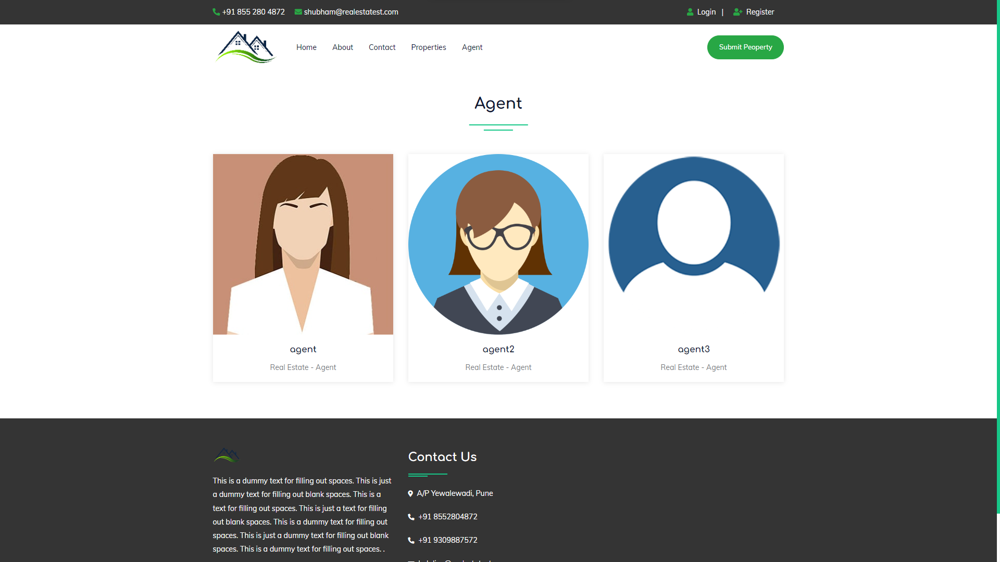 +91 855 280 4872 shubham@realestatest.com Login | Register
Home About Contact Properties Agent Submit Peoperty
Agent
agent
Real Estate - Agent
agent2
Real Estate - Agent
agent3
Real Estate - Agent
This is a dummy text for filling out spaces. This is just
a dummy text for filling out blank spaces. This is a
text for filling out spaces. This is just a text for filling
out blank spaces. This is a dummy text for filling out
spaces. This is just a dummy text for filling out blank
spaces. This is a dummy text for filling out spaces. .
Contact Us
A/P Yewalewadi, Pune
+91 8552804872
+91 9309887572